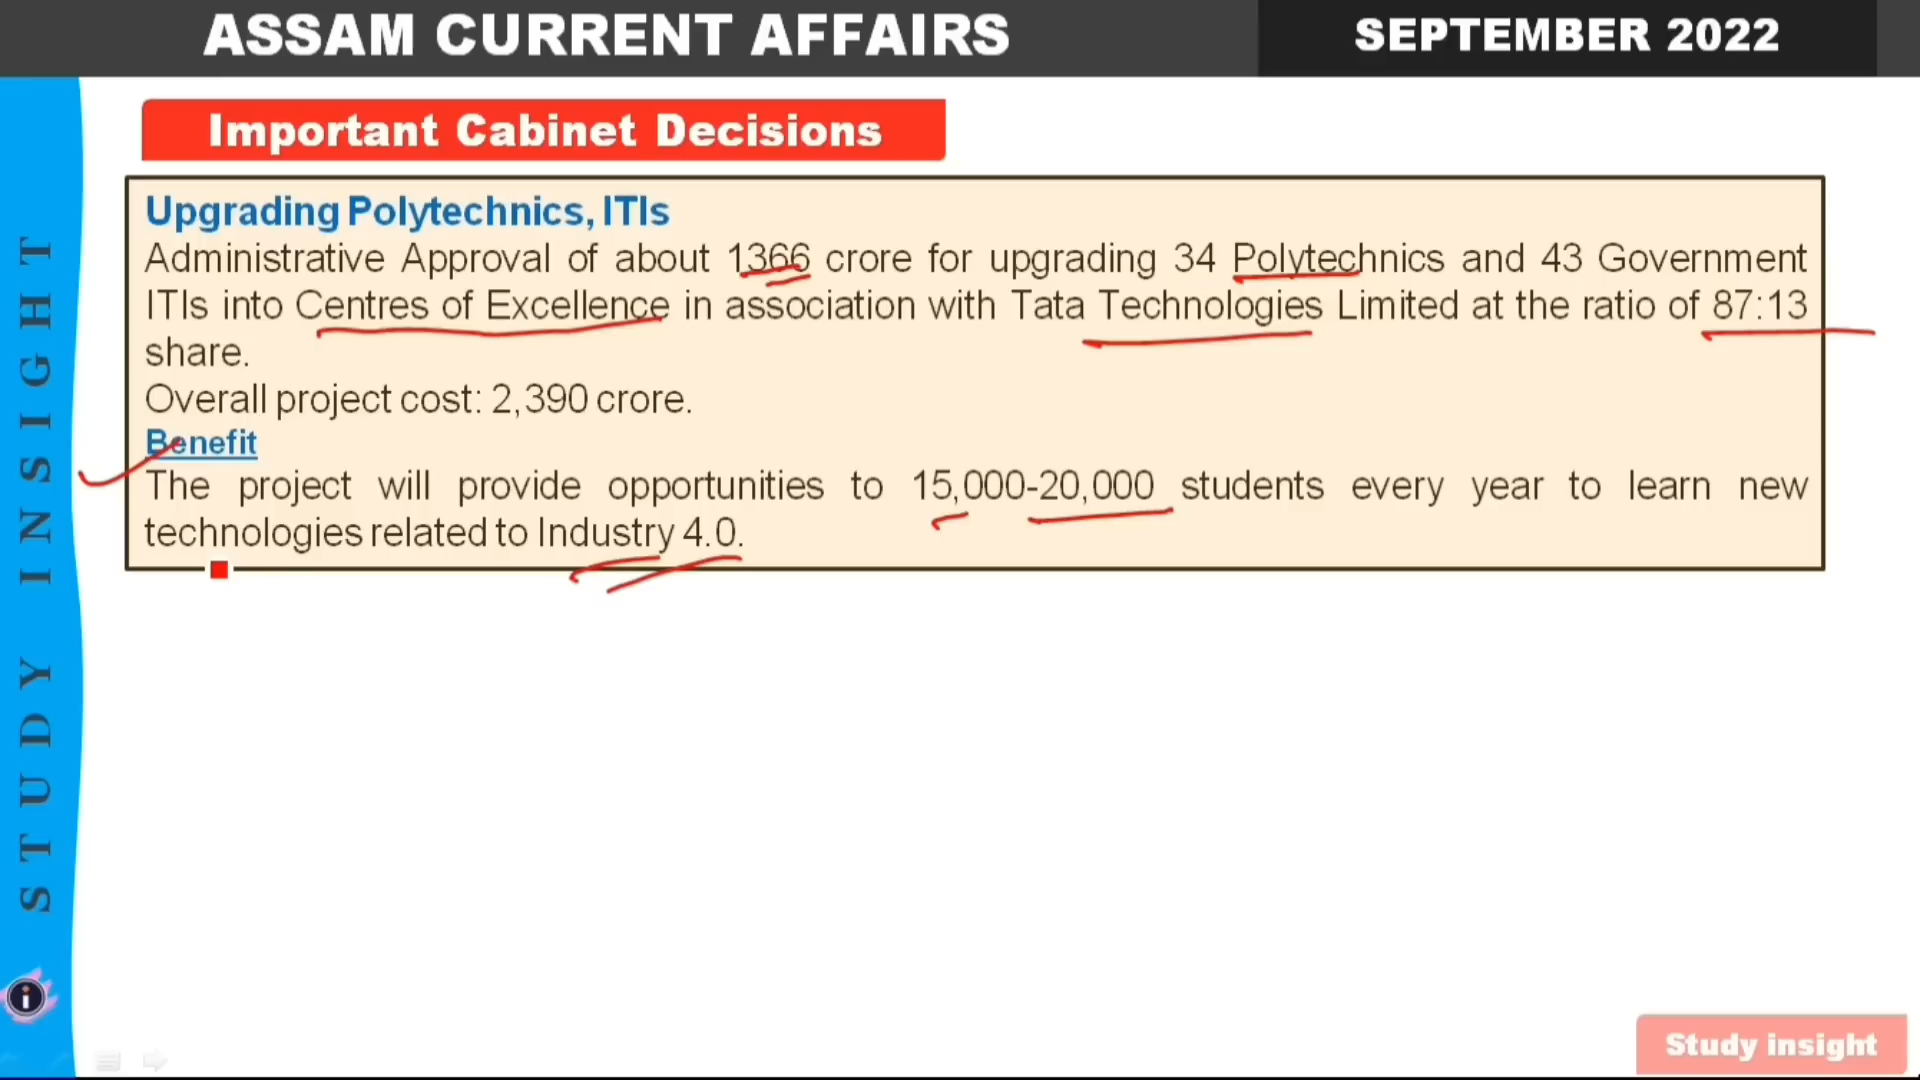 ASSAM CURRENT AFFAIRS
SEPTEMBER 2022
Important Cabinet Decisions
Upgrading Polytechnics, ITIs
Administrative Approval of about 1366 crore for upgrading 34 Polytechnics and 43 Government
ITIs into Centres of Excellence in association with Tata Technologies Limited at the ratio of 87:13
share.
Overall project cost: 2,390 crore.
Benefit
The project will provide opportunities to 15,000-20,000 students every year to learn new
technologies related to Industry 4.0.
STUDY INSIGHT
i
Study insight